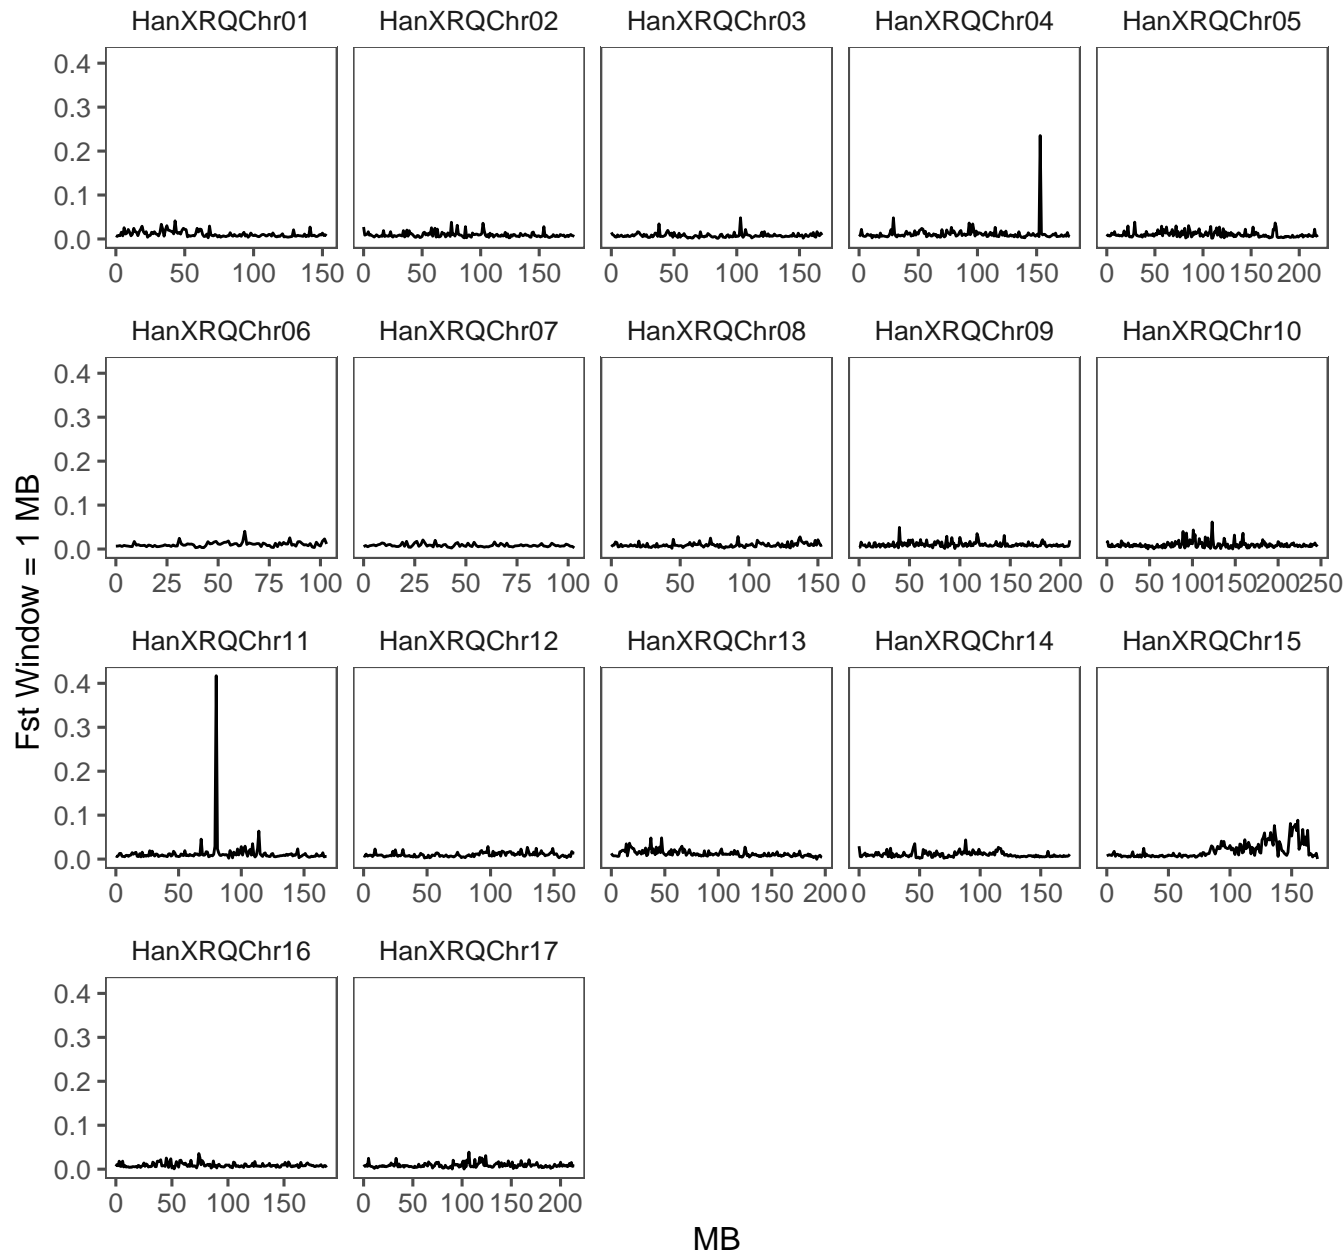 HanXRQChr01 HanXRQChr02 HanXRQChr03 HanXRQChr04 HanXRQChr05
0.4
0.3
0.2
0.1
0.0
0 50 100 150 0 50 100 150 0 50 100 150 0 50 100 150 0 50 100 150 200
HanXRQChr06 HanXRQChr07 HanXRQChr08 HanXRQChr09 HanXRQChr10
0.4
0.3
0.2
0.1
0.0
0 25 50 75 100 0 25 50 75 100 0 50 100 150 0 50 100 150 200 0 50 100 150 200 250
Fst Window = 1 MB
HanXRQChr11 HanXRQChr12 HanXRQChr13 HanXRQChr14 HanXRQChr15
0.4
0.3
0.2
0.1
0.0
0 50 100 150 0 50 100 150 0 50 100 150 200 0 50 100 150 0 50 100 150
HanXRQChr16 HanXRQChr17
0.4
0.3
0.2
0.1
0.0
0 50 100 150 0 50 100 150 200
MB